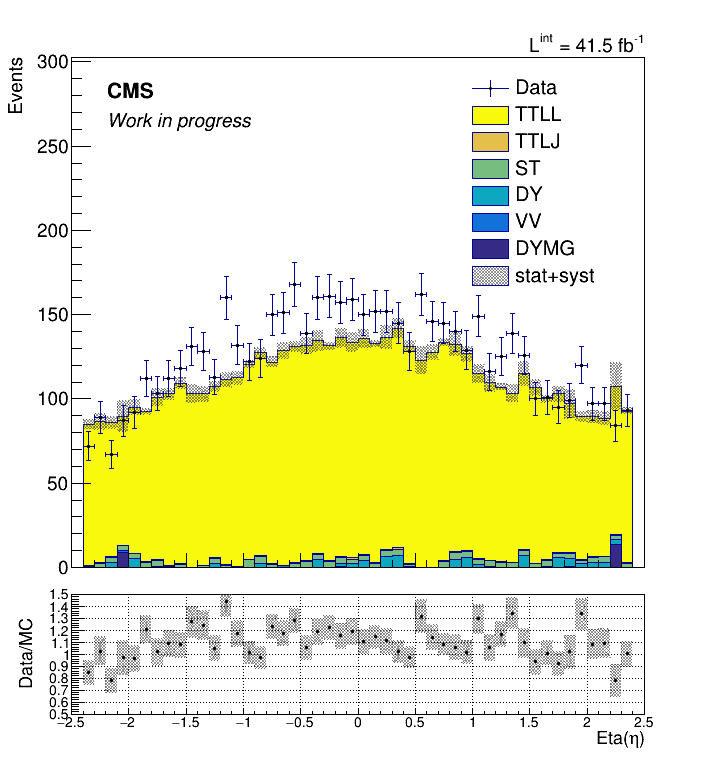 L^int = 41.5 fb^-1
Events
300
250
200
150
100
50
0
CMS
Work in progress
Data
TTLL
TTLJ
ST
DY
VV
DYMG
stat+syst
Data/MC
1.5
1.4
1.3
1.2
1.1
1
0.9
0.8
0.7
0.6
0.5
−2.5 −2 −1.5 −1 −0.5 0 0.5 1 1.5 2 2.5
Eta(η)